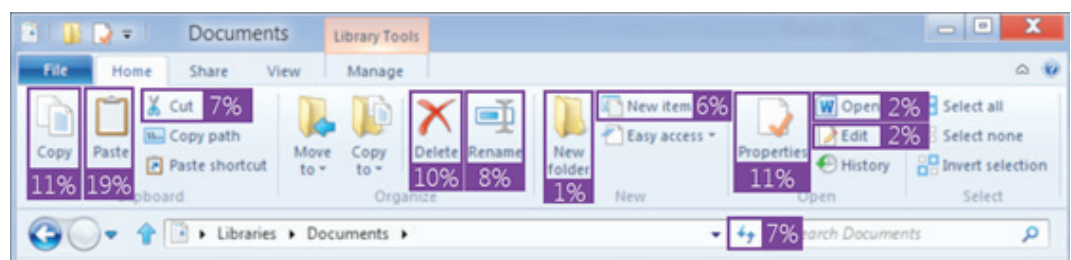 Documents Library Tools
File Home Share View Manage
Copy 11%
Paste 19%
Cut 7%
Copy path
Paste shortcut
Move to
Copy to
Delete 10%
Rename 8%
New folder 1%
New item 6%
Easy access
Properties 11%
W Open 2%
Edit 2%
History
Select all
Select none
Invert selection
Organize New Select
Libraries Documents 7% Documents